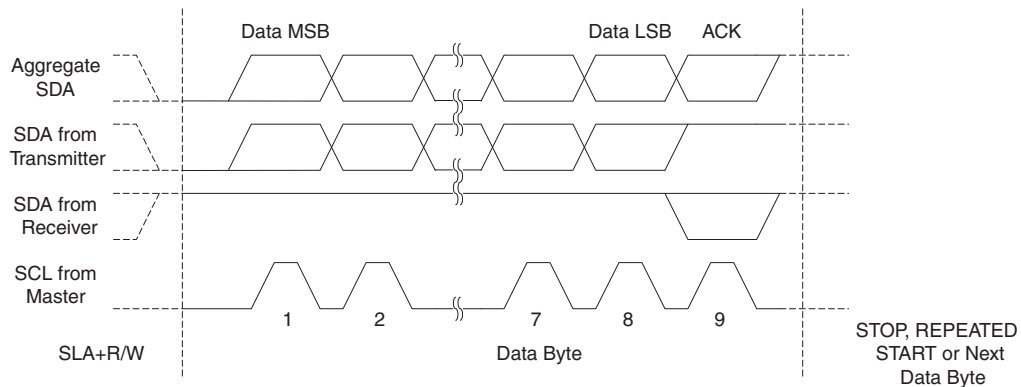 Data MSB
Data LSB
ACK
Aggregate
SDA
SDA from
Transmitter
SDA from
Receiver
SCL from
Master
1
2
7
8
9
SLA+R/W
Data Byte
STOP, REPEATED
START or Next
Data Byte